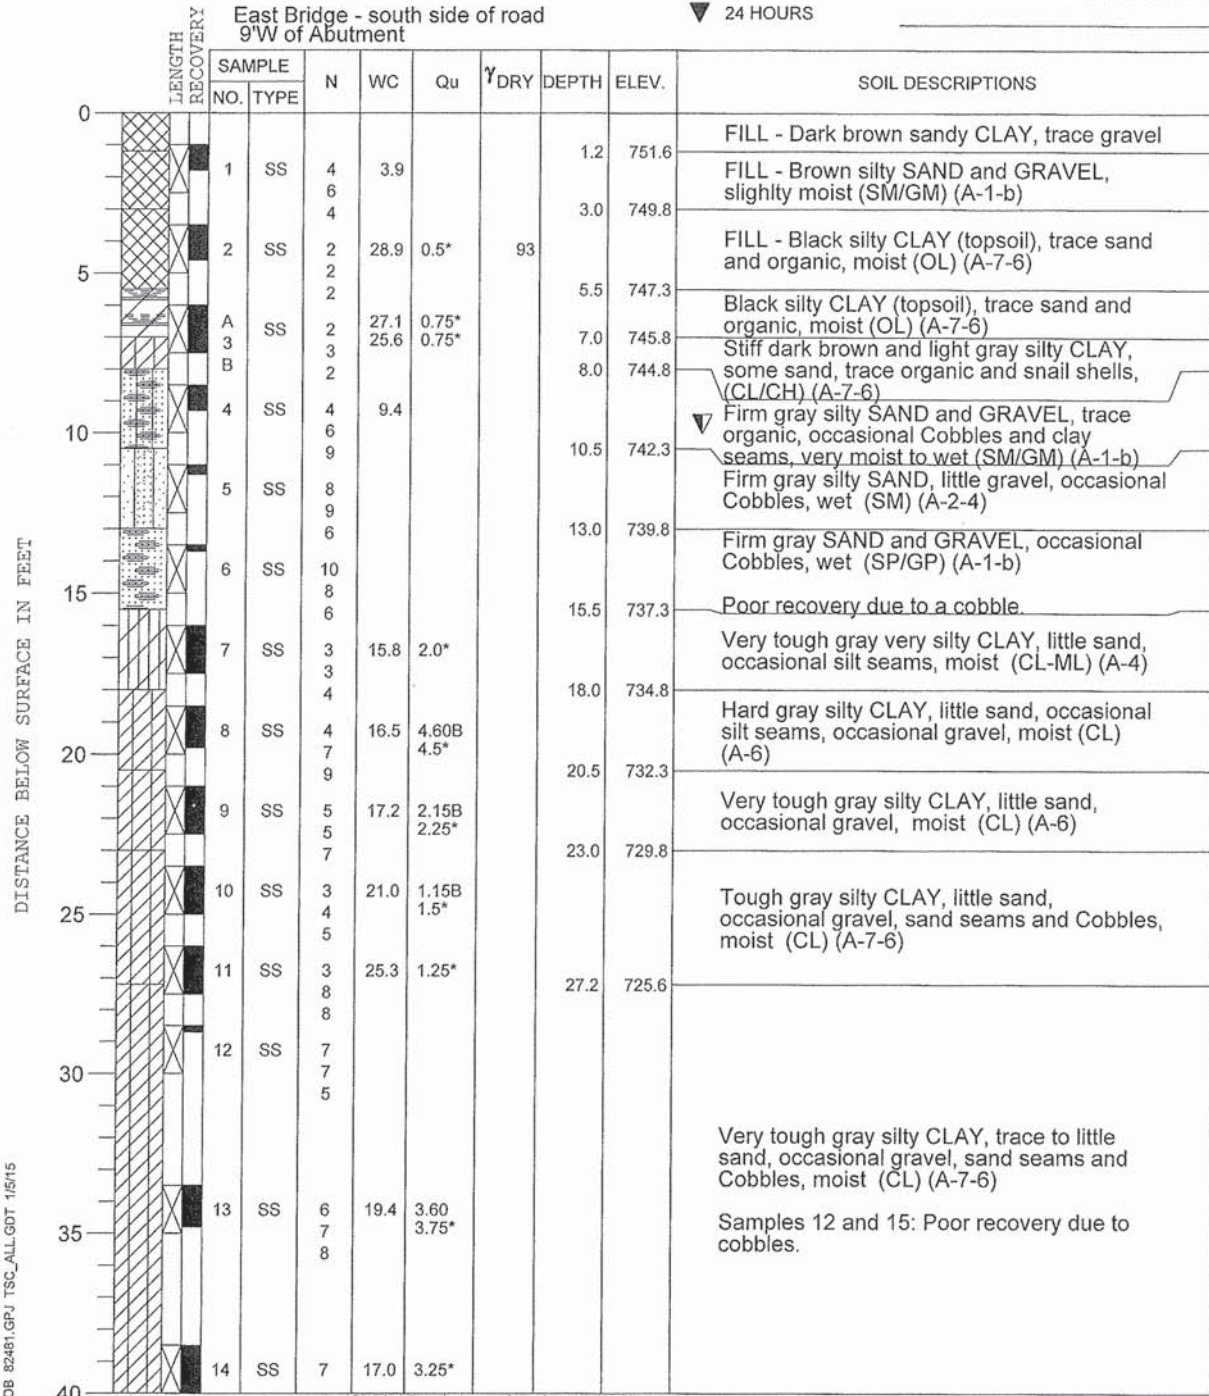 East Bridge - south side of road
9'W of Abutment
▼ 24 HOURS
LENGTH
RECOVERY
SAMPLE
NO. TYPE N WC Qu γDRY DEPTH ELEV. SOIL DESCRIPTIONS
0
FILL - Dark brown sandy CLAY, trace gravel
1.2 751.6
1 SS 4 3.9
6
4
FILL - Brown silty SAND and GRAVEL,
slighlty moist (SM/GM) (A-1-b)
3.0 749.8
2 SS 2 28.9 0.5* 93
2
2
FILL - Black silty CLAY (topsoil), trace sand
and organic, moist (OL) (A-7-6)
5
5.5 747.3
A 27.1 0.75*
3 SS 2 25.6 0.75*
B 3
2
Black silty CLAY (topsoil), trace sand and
organic, moist (OL) (A-7-6)
7.0 745.8
Stiff dark brown and light gray silty CLAY,
some sand, trace organic and snail shells,
(CL/CH) (A-7-6)
8.0 744.8
4 SS 4 9.4
6
9
Firm gray silty SAND and GRAVEL, trace
organic, occasional Cobbles and clay
seams, very moist to wet (SM/GM) (A-1-b)
10
10.5 742.3
5 SS 8
9
6
Firm gray silty SAND, little gravel, occasional
Cobbles, wet (SM) (A-2-4)
13.0 739.8
6 SS 10
8
6
Firm gray SAND and GRAVEL, occasional
Cobbles, wet (SP/GP) (A-1-b)
Poor recovery due to a cobble.
15
15.5 737.3
7 SS 3 15.8 2.0*
3
4
Very tough gray very silty CLAY, little sand,
occasional silt seams, moist (CL-ML) (A-4)
18.0 734.8
8 SS 4 16.5 4.60B
7 4.5*
9
Hard gray silty CLAY, little sand, occasional
silt seams, occasional gravel, moist (CL)
(A-6)
20
20.5 732.3
9 SS 5 17.2 2.15B
5 2.25*
7
Very tough gray silty CLAY, little sand,
occasional gravel, moist (CL) (A-6)
23.0 729.8
10 SS 3 21.0 1.15B
4 1.5*
5
25
Tough gray silty CLAY, little sand,
occasional gravel, sand seams and Cobbles,
moist (CL) (A-7-6)
11 SS 3 25.3 1.25*
8
8
27.2 725.6
12 SS 7
7
5
30
Very tough gray silty CLAY, trace to little
sand, occasional gravel, sand seams and
Cobbles, moist (CL) (A-7-6)
13 SS 6 19.4 3.60
7 3.75*
8
35
Samples 12 and 15: Poor recovery due to
cobbles.
14 SS 7 17.0 3.25*
40
DISTANCE BELOW SURFACE IN FEET
82481.GPJ TSC_ALL.GDT 1/5/15